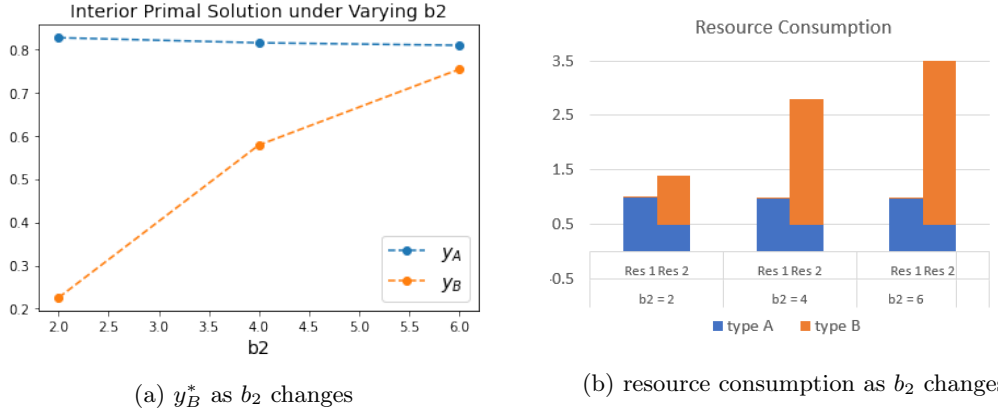 Interior Primal Solution under Varying b2
0.8
0.7
0.6
0.5
0.4
0.3
0.2
y_A
y_B
2.0 2.5 3.0 3.5 4.0 4.5 5.0 5.5 6.0
b2
(a) y*_B as b_2 changes
Resource Consumption
3.5
2.5
1.5
0.5
-0.5
Res 1 Res 2 Res 1 Res 2 Res 1 Res 2
b2 = 2 b2 = 4 b2 = 6
type A type B
(b) resource consumption as b_2 changes